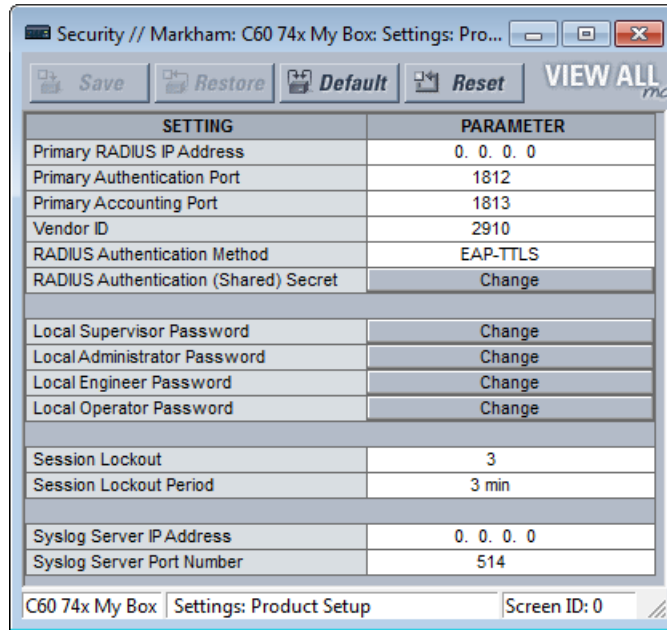 Security // Markham: C60 74x My Box: Settings: Pro...
Save Restore Default Reset VIEW ALL
SETTING PARAMETER
Primary RADIUS IP Address 0. 0. 0. 0
Primary Authentication Port 1812
Primary Accounting Port 1813
Vendor ID 2910
RADIUS Authentication Method EAP-TTLS
RADIUS Authentication (Shared) Secret Change
Local Supervisor Password Change
Local Administrator Password Change
Local Engineer Password Change
Local Operator Password Change
Session Lockout 3
Session Lockout Period 3 min
Syslog Server IP Address 0. 0. 0. 0
Syslog Server Port Number 514
C60 74x My Box Settings: Product Setup Screen ID: 0